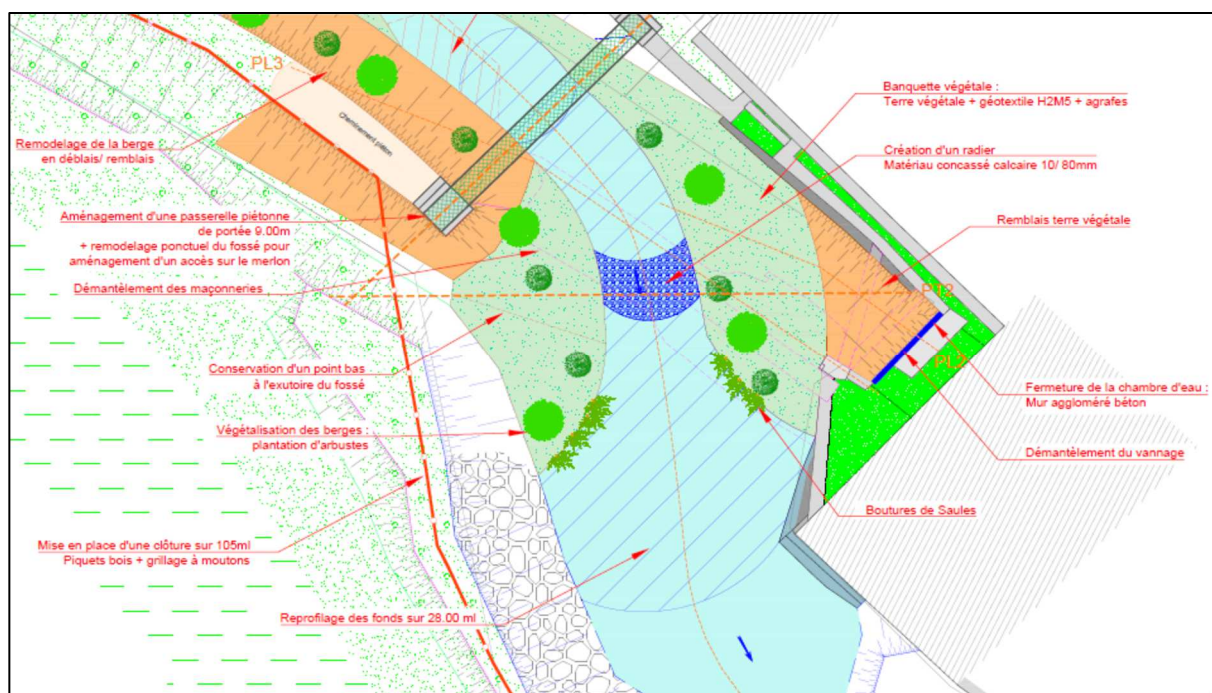 PL3
Cheminement piéton
Remodelage de la berge
en déblais/ remblais
Aménagement d'une passerelle piétonne
de portée 9.00m
+ remodelage ponctuel du fossé pour
aménagement d'un accès sur le merlon
Démantèlement des maçonneries
Conservation d'un point bas
à l'exutoire du fossé
Végétalisation des berges :
plantation d'arbustes
Mise en place d'une clôture sur 105ml
Piquets bois + grillage à moutons
Reprofilage des fonds sur 28.00 ml
Banquette végétale :
Terre végétale + géotextile H2M5 + agrafes
Création d'un radier
Matériau concassé calcaire 10/ 80mm
Remblais terre végétale
Fermeture de la chambre d'eau :
Mur aggloméré béton
Démantèlement du vannage
Boutures de Saules